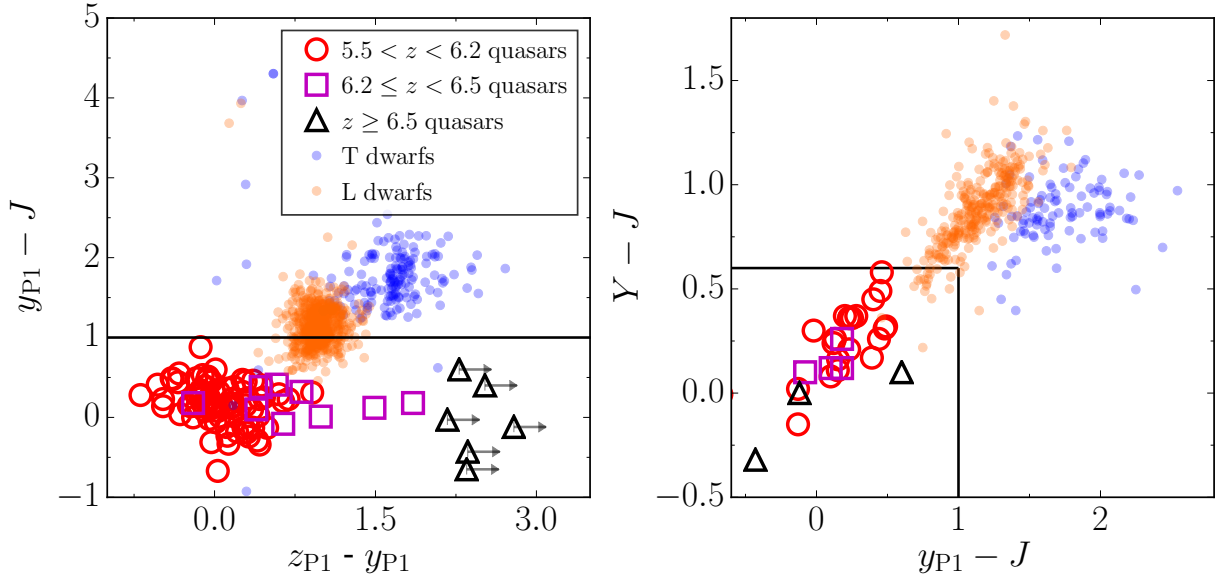 5
4
3
2
1
0
−1
y_P1 − J
0.0
1.5
3.0
z_P1 - y_P1
5.5 < z < 6.2 quasars
6.2 ≤ z < 6.5 quasars
z ≥ 6.5 quasars
T dwarfs
L dwarfs
1.5
1.0
0.5
0.0
−0.5
Y − J
0
1
2
y_P1 − J